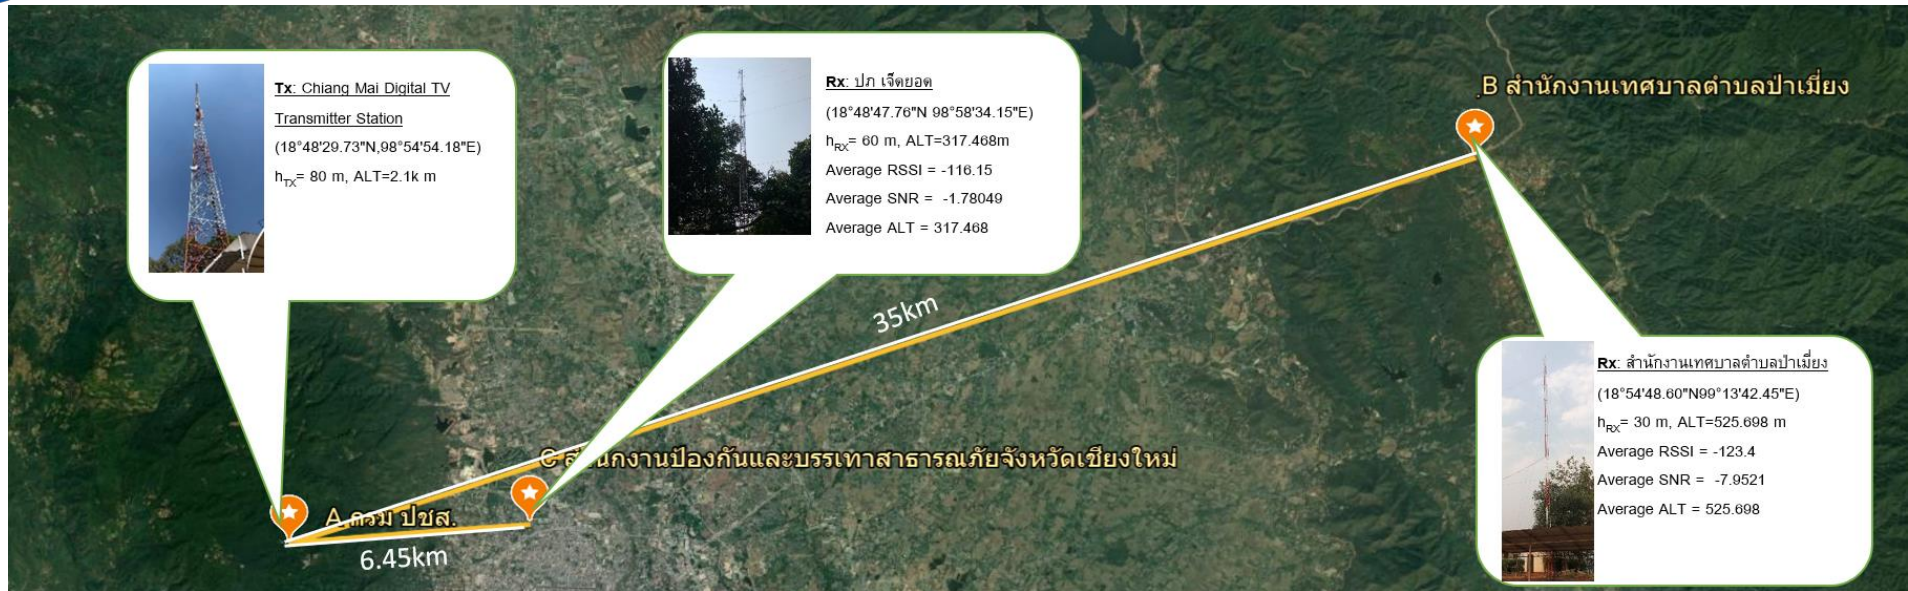 Tx: Chiang Mai Digital TV
Transmitter Station
(18°48'29.73"N,98°54'54.18"E)
hTX= 80 m, ALT=2.1k m
Rx: ปภ เจ็ดยอด
(18°48'47.76"N 98°58'34.15"E)
hRX= 60 m, ALT=317.468m
Average RSSI = -116.15
Average SNR = -1.78049
Average ALT = 317.468
.B สำนักงานเทศบาลตำบลป่าเมี่ยง
35km
Rx: สำนักงานเทศบาลตำบลป่าเมี่ยง
(18°54'48.60"N99°13'42.45"E)
hRX= 30 m, ALT=525.698 m
Average RSSI = -123.4
Average SNR = -7.9521
Average ALT = 525.698
C สำนักงานป้องกันและบรรเทาสาธารณภัยจังหวัดเชียงใหม่
A กรม ปชส.
6.45km